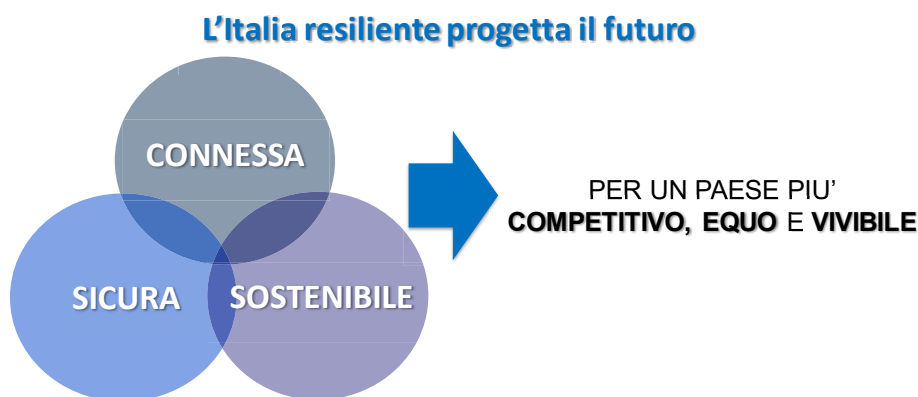 L’Italia resiliente progetta il futuro
CONNESSA
SICURA
SOSTENIBILE
PER UN PAESE PIU’
COMPETITIVO, EQUO E VIVIBILE